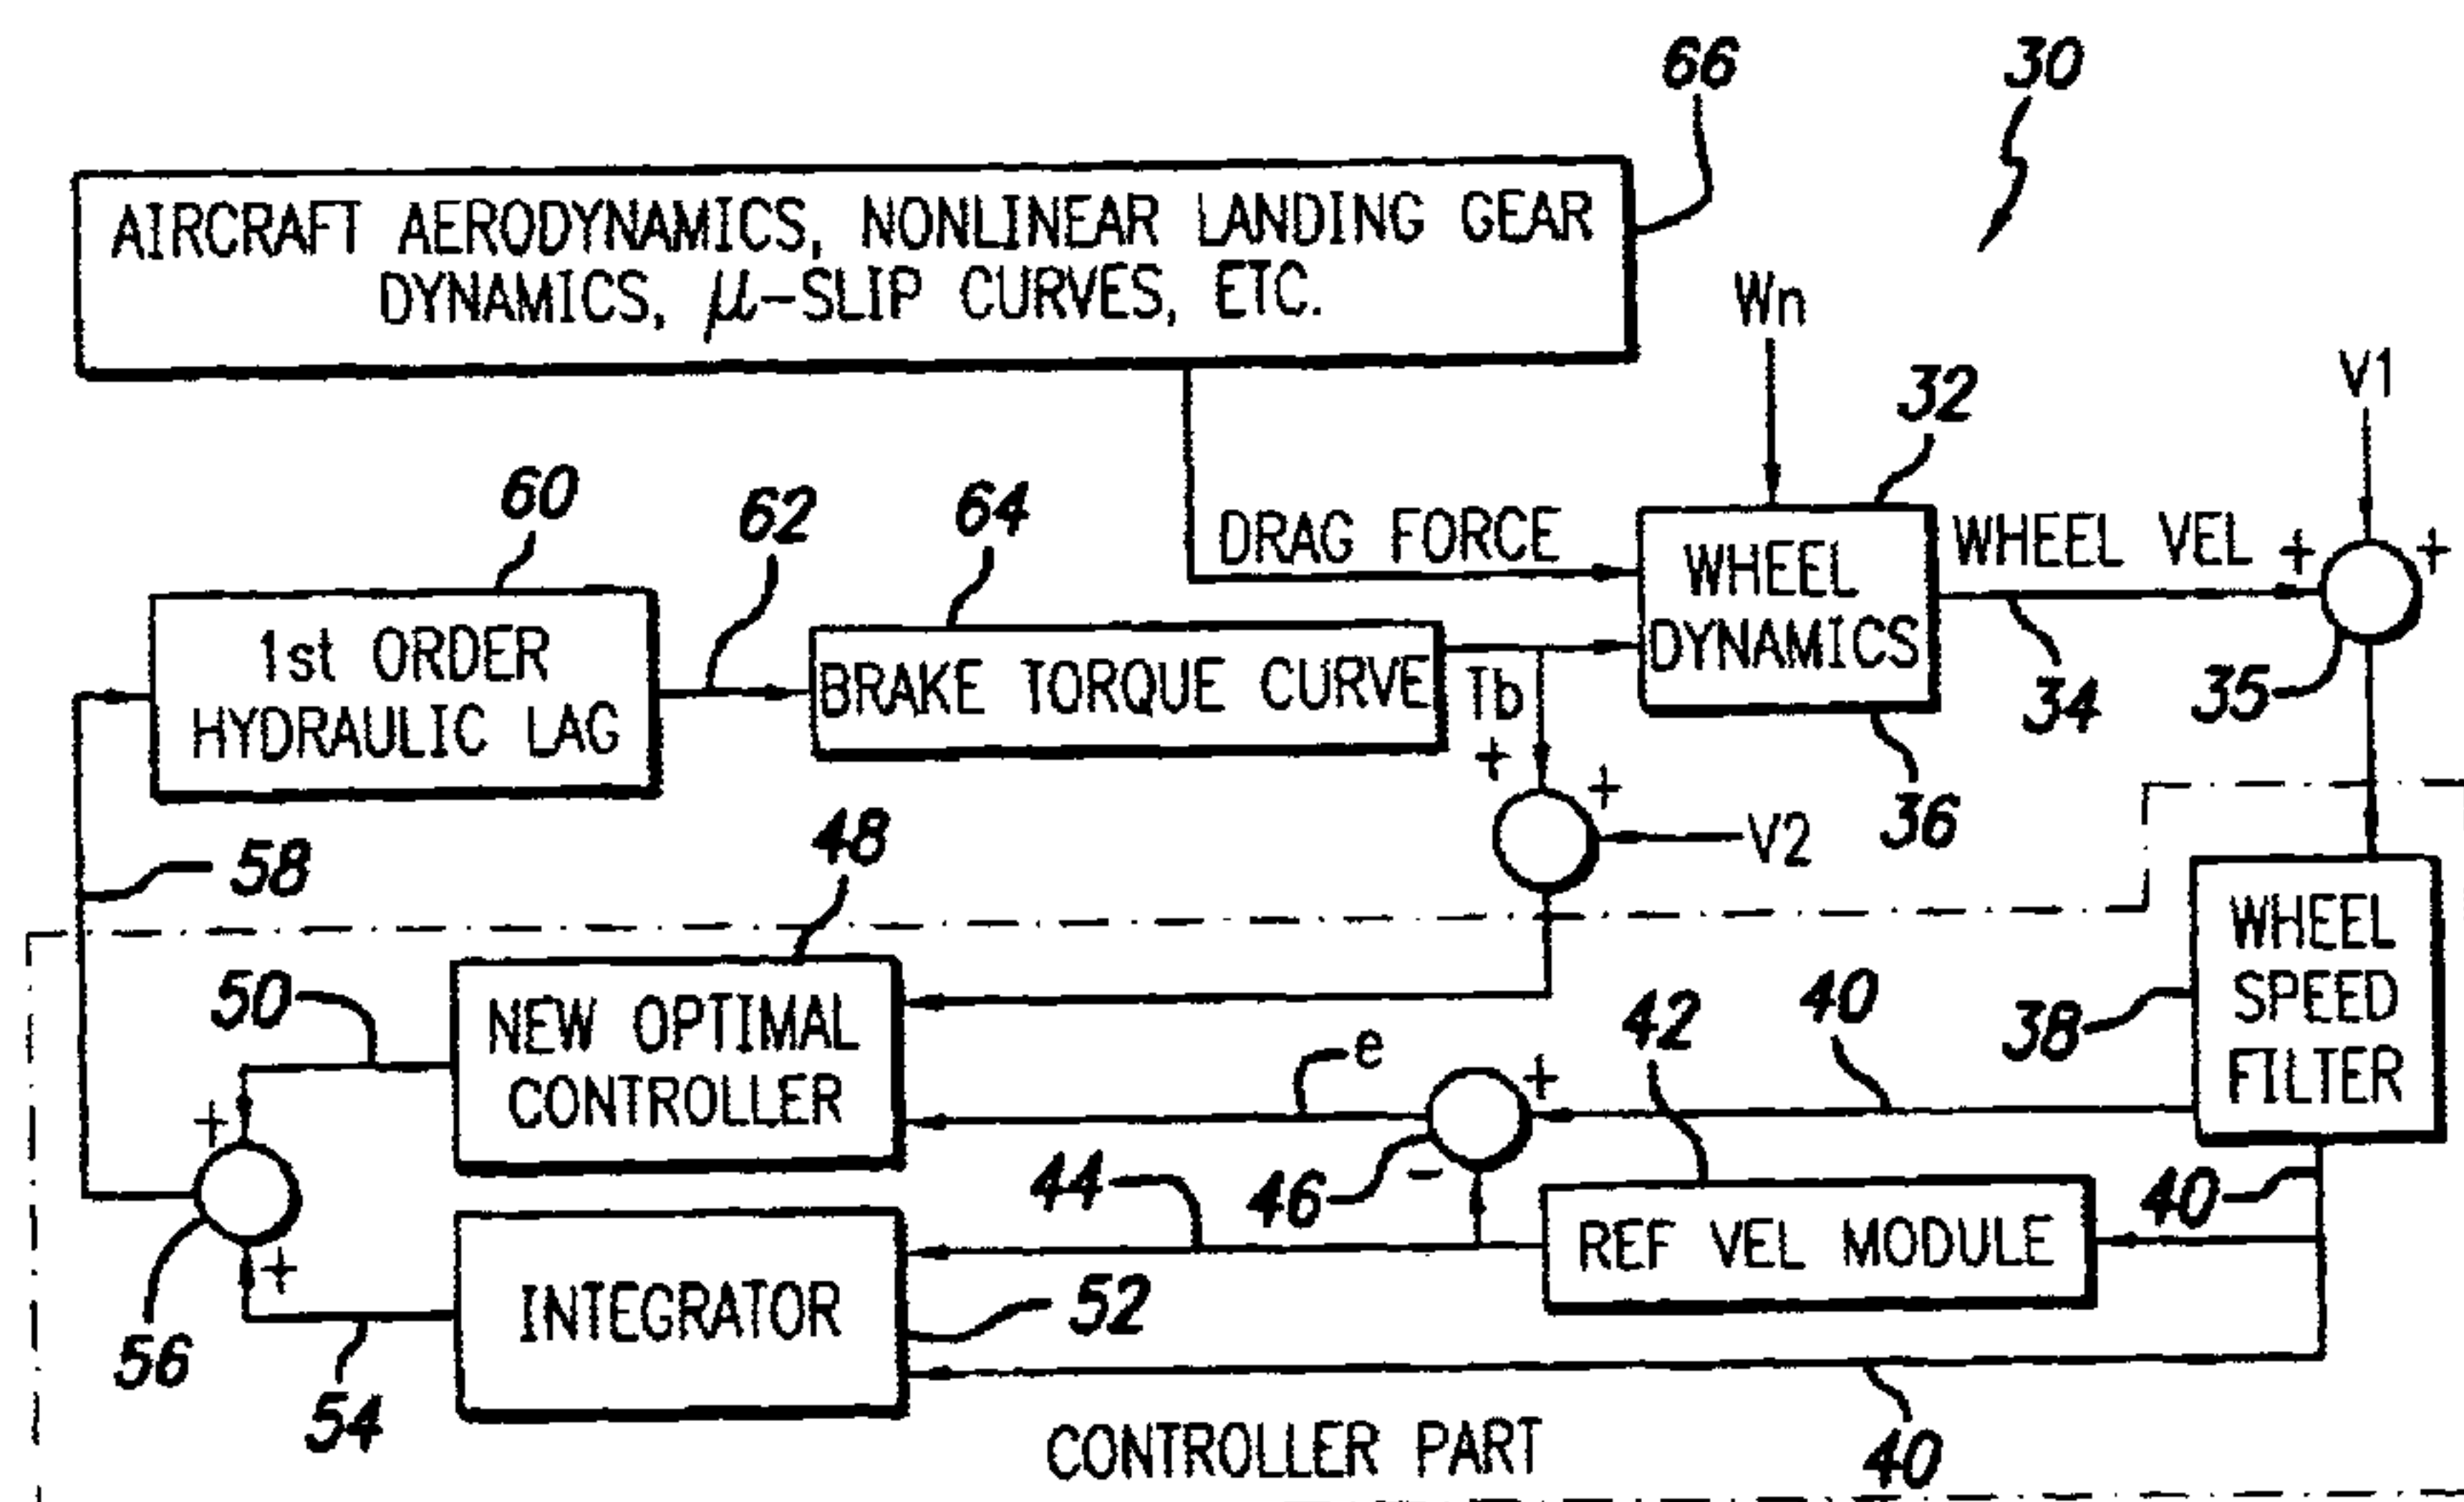 66
30
AIRCRAFT AERODYNAMICS, NONLINEAR LANDING GEAR
DYNAMICS, μ-SLIP CURVES, ETC.
Wn
32
V1
60
62
64
DRAG FORCE
WHEEL
DYNAMICS
WHEEL VEL
+
+
1st ORDER
HYDRAULIC LAG
BRAKE TORQUE CURVE
Tb
34
35
+
+
V2
36
58
48
38
WHEEL
SPEED
FILTER
50
NEW OPTIMAL
CONTROLLER
e
42
40
+
+
44
46
-
40
REF VEL MODULE
56
+
INTEGRATOR
52
54
CONTROLLER PART
40